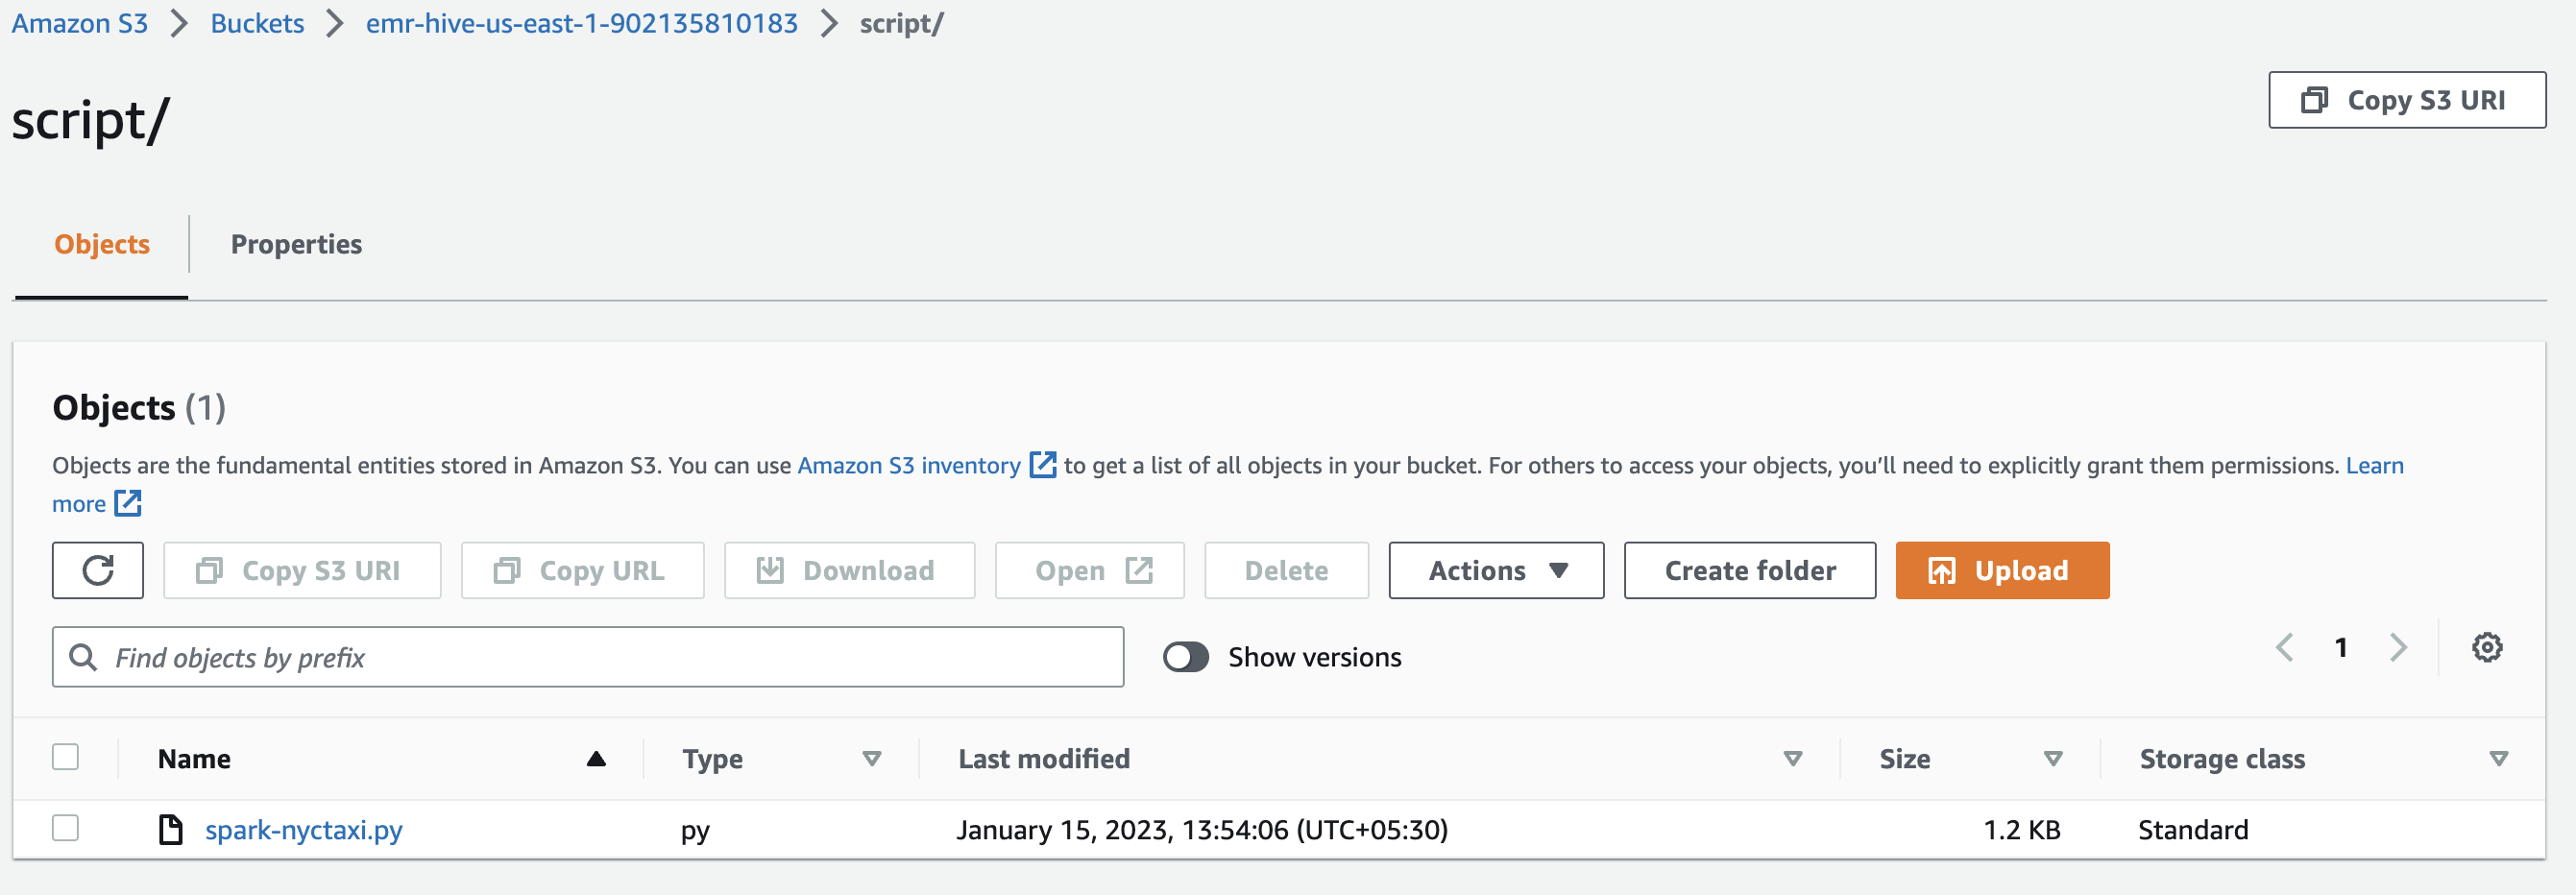 Amazon S3 > Buckets > emr-hive-us-east-1-902135810183 > script/
script/
Copy S3 URI
Objects
Properties
Objects (1)
Objects are the fundamental entities stored in Amazon S3. You can use Amazon S3 inventory to get a list of all objects in your bucket. For others to access your objects, you’ll need to explicitly grant them permissions. Learn
more
Copy S3 URI Copy URL Download Open Delete Actions Create folder Upload
Find objects by prefix Show versions 1
Name Type Last modified Size Storage class
spark-nyctaxi.py py January 15, 2023, 13:54:06 (UTC+05:30) 1.2 KB Standard